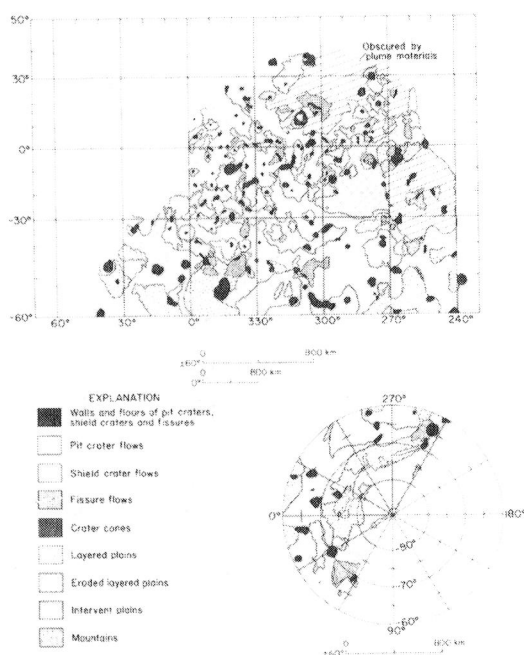 50°
Obscured by
plume materials
30°
0°
-30°
-60°
60°
30°
0°
330°
300°
270°
240°
0 800 km
±60°
0 800 km
0°
EXPLANATION
Walls and floors of pit craters,
shield craters and fissures
Pit crater flows
Shield crater flows
Fissure flows
Crater cones
Layered plains
Eroded layered plains
Intervent plains
Mountains
270°
0°
180°
-80°
-70°
-60°
90°
0 800 km
±60°